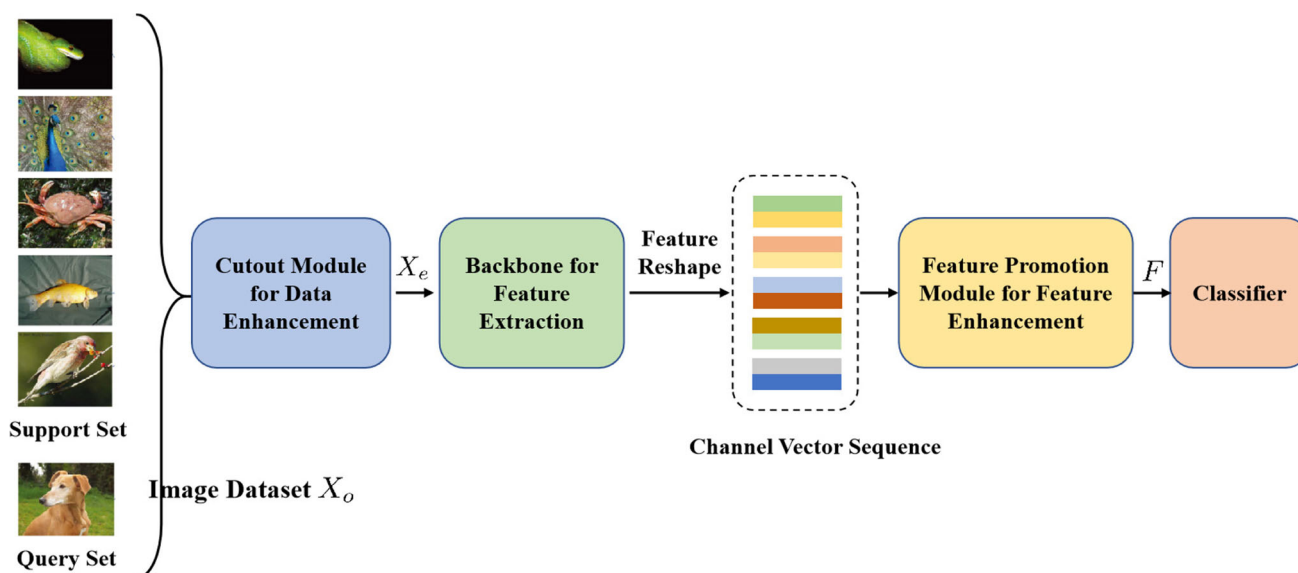 Support Set
Query Set
Image Dataset X_o
Cutout Module
for Data
Enhancement
X_e
Backbone for
Feature
Extraction
Feature
Reshape
Channel Vector Sequence
Feature Promotion
Module for Feature
Enhancement
F
Classifier